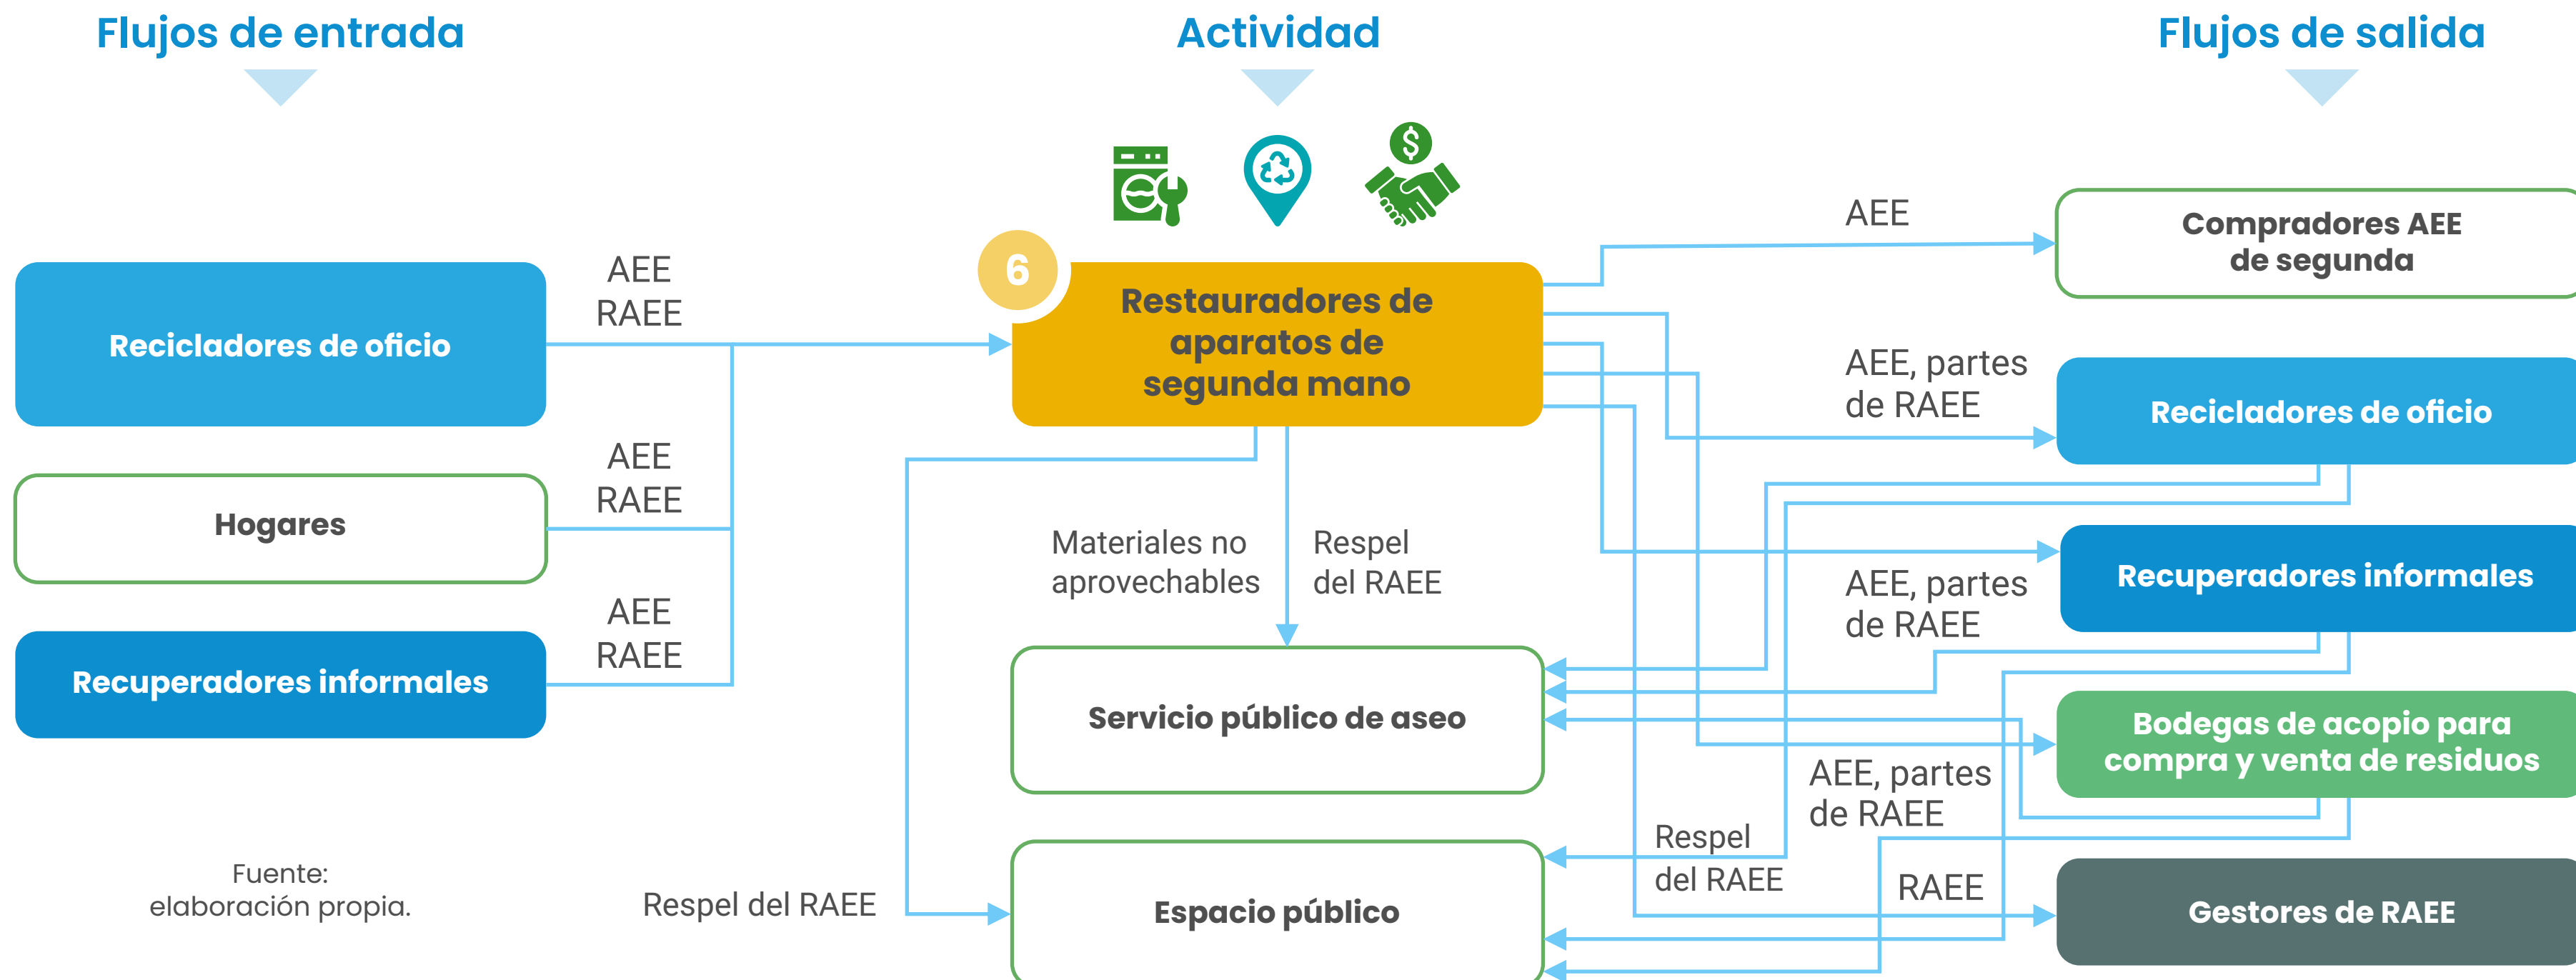 Flujos de entrada
Actividad
Flujos de salida
Recicladores de oficio
AEE
RAEE
Hogares
AEE
RAEE
Recuperadores informales
AEE
RAEE
Fuente:
elaboración propia.
6
Restauradores de
aparatos de
segunda mano
Materiales no
aprovechables
Respel
del RAEE
Servicio público de aseo
Respel del RAEE
Espacio público
AEE
Compradores AEE
de segunda
AEE, partes
de RAEE
Recicladores de oficio
AEE, partes
de RAEE
Recuperadores informales
AEE, partes
de RAEE
Bodegas de acopio para
compra y venta de residuos
Respel
del RAEE
RAEE
Gestores de RAEE